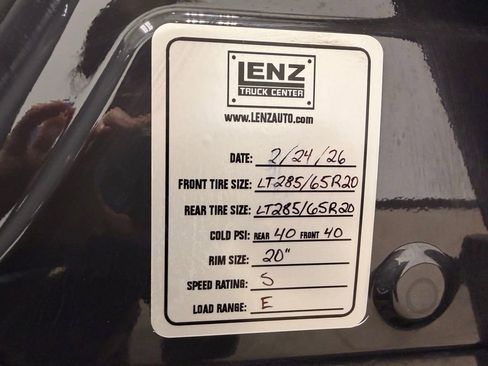 LENZ
TRUCK CENTER
www.LENZAUTO.com
DATE: 2/24/26
FRONT TIRE SIZE: LT285/65R20
REAR TIRE SIZE: LT285/65R20
COLD PSI: REAR 40 FRONT 40
RIM SIZE: 20"
SPEED RATING: S
LOAD RANGE: E